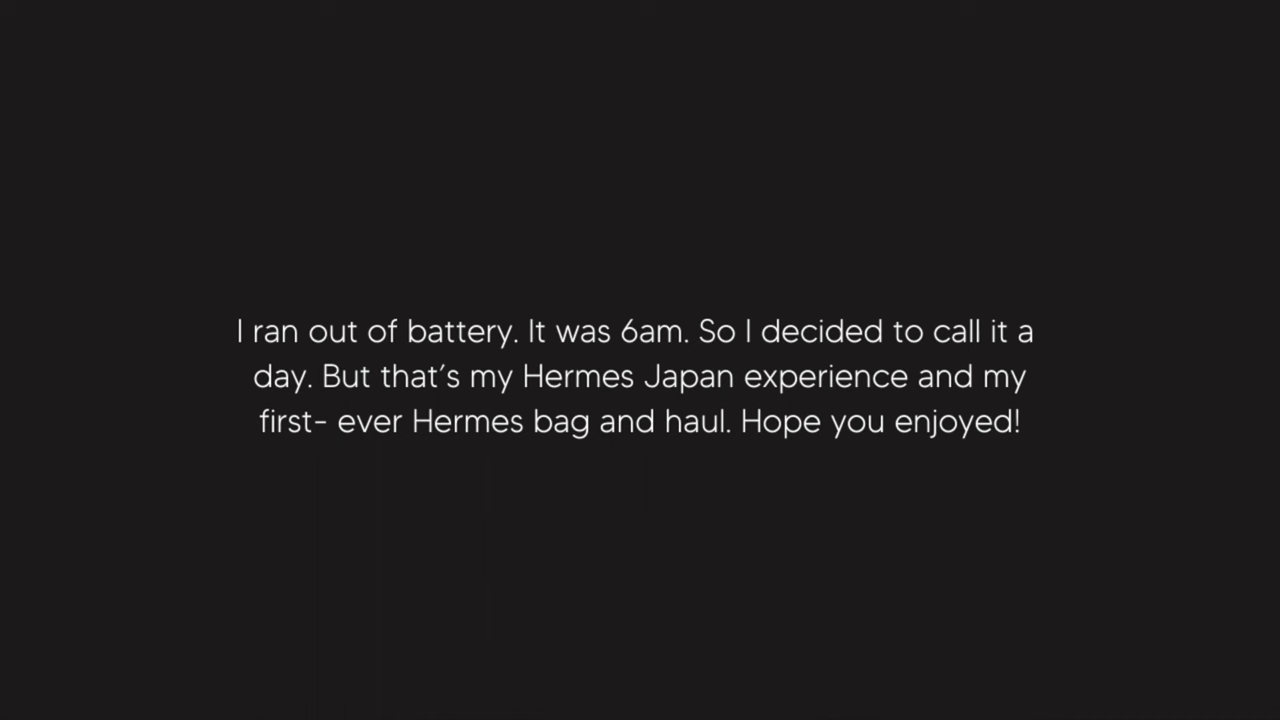 I ran out of battery. It was 6am. So I decided to call it a
day. But that's my Hermes Japan experience and my
first- ever Hermes bag and haul. Hope you enjoyed!